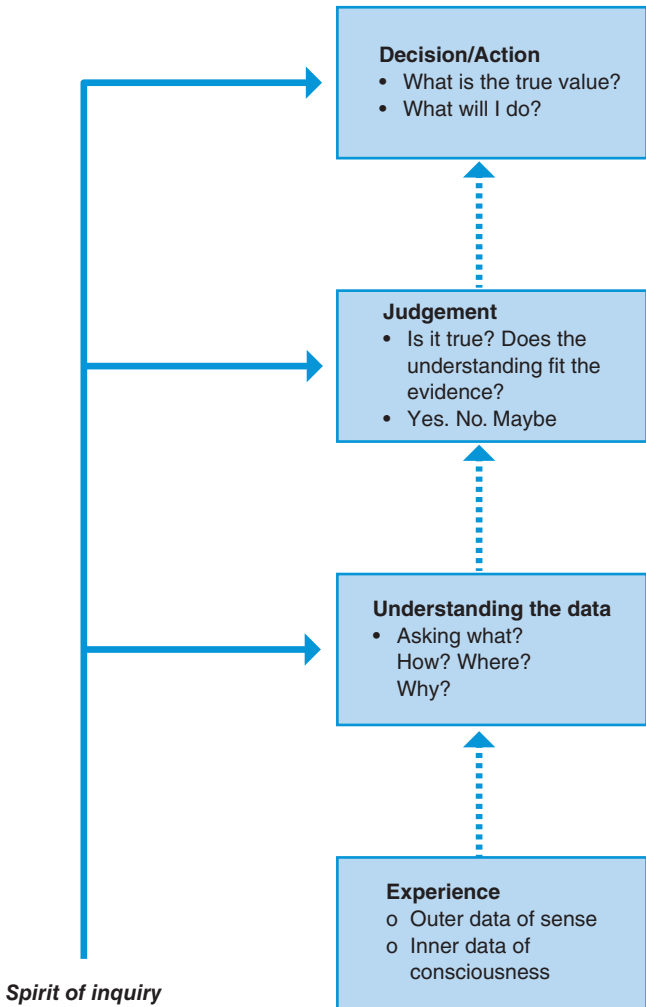 Decision/Action
• What is the true value?
• What will I do?
Judgement
• Is it true? Does the
understanding fit the
evidence?
• Yes. No. Maybe
Understanding the data
• Asking what?
How? Where?
Why?
Experience
o Outer data of sense
o Inner data of
consciousness
Spirit of inquiry